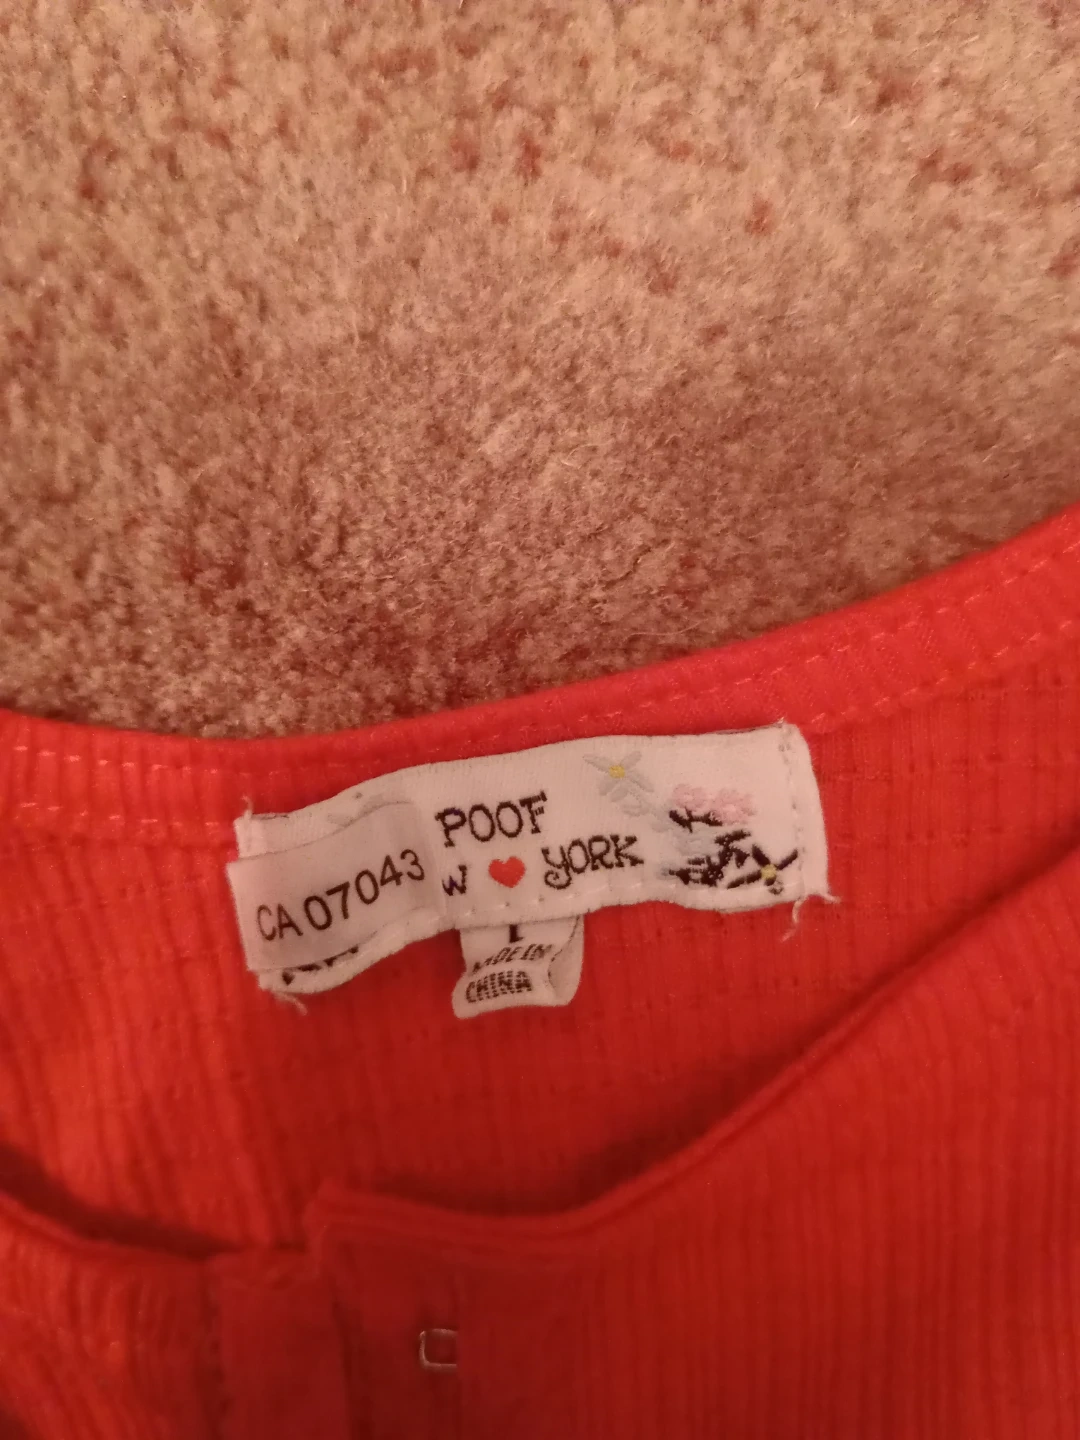 POOF
W ❤ YORK
CA 07043
L
MADE IN
CHINA